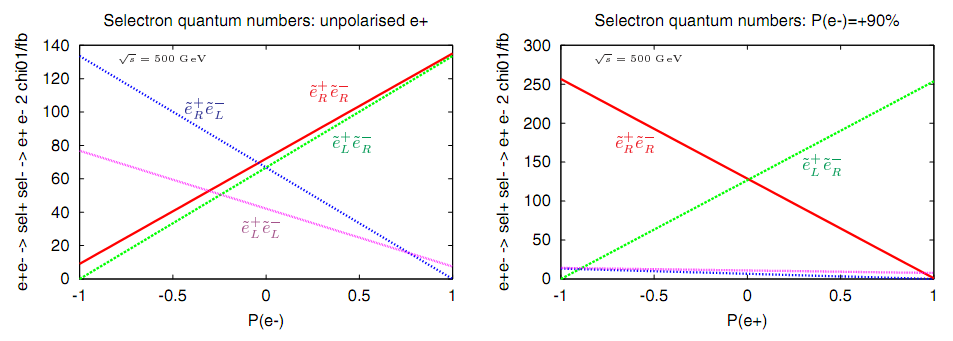 Selectron quantum numbers: unpolarised e+
e+e- --> sel+ sel- --> e+ e- 2 chi01/fb
140
120
100
80
60
40
20
0
√s = 500 GeV
ẽ_R^+ ẽ_L^-
ẽ_R^+ ẽ_R^-
ẽ_L^+ ẽ_R^-
ẽ_L^+ ẽ_L^-
-1 -0.5 0 0.5 1
P(e-)
Selectron quantum numbers: P(e-)=+90%
e+e- --> sel+ sel- --> e+ e- 2 chi01/fb
300
250
200
150
100
50
0
√s = 500 GeV
ẽ_R^+ ẽ_R^-
ẽ_L^+ ẽ_R^-
-1 -0.5 0 0.5 1
P(e+)